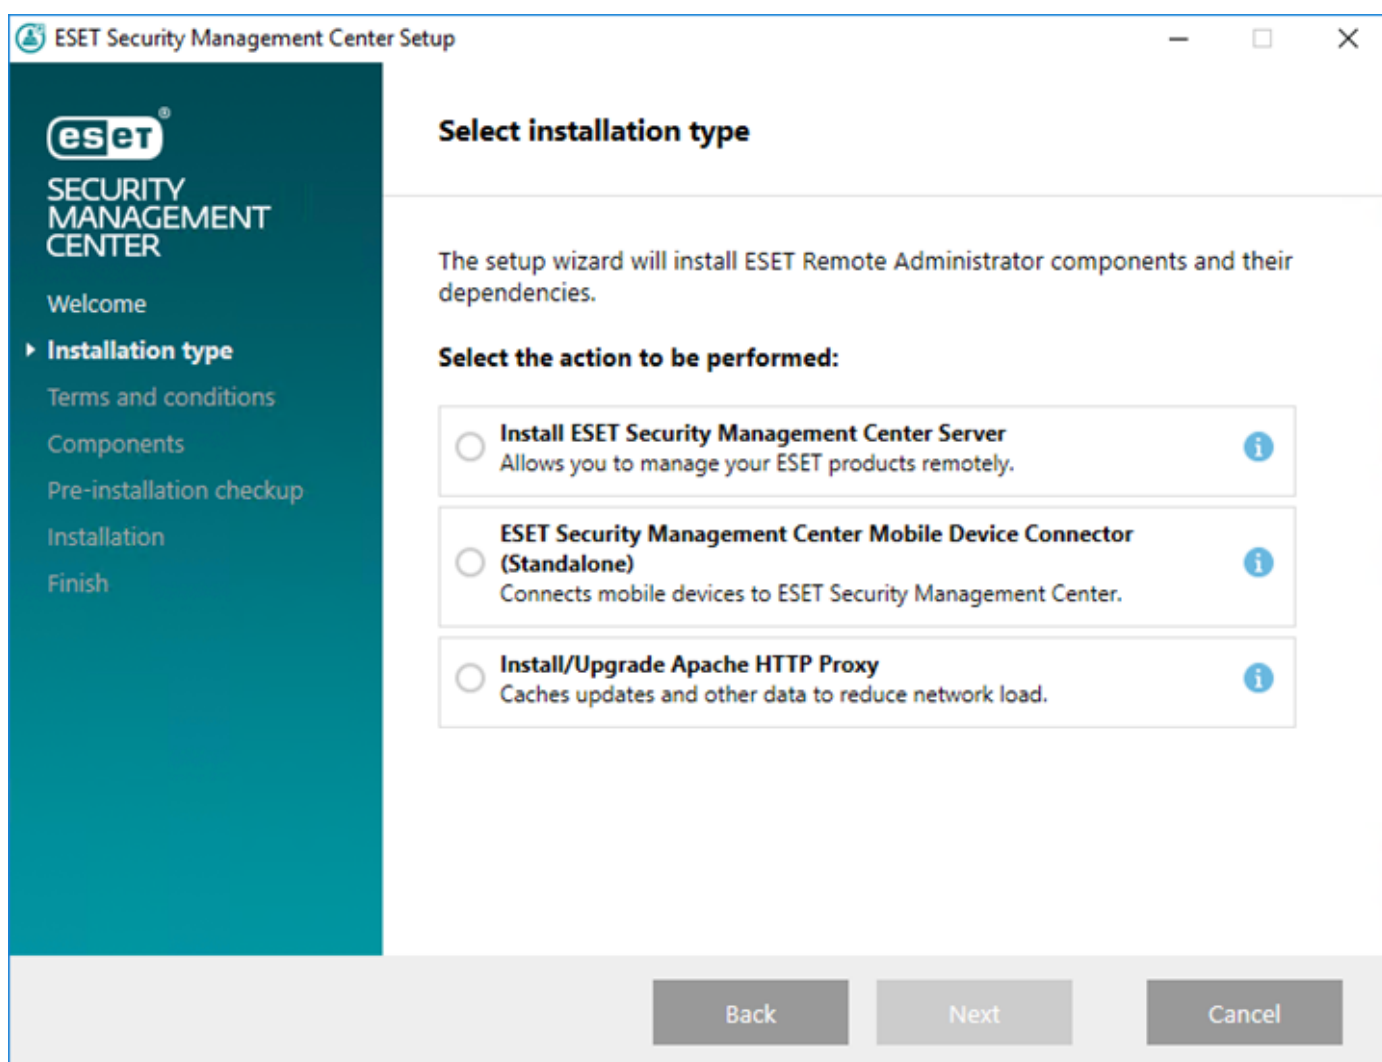 ESET Security Management Center Setup
eset®
SECURITY
MANAGEMENT
CENTER
Welcome
Installation type
Terms and conditions
Components
Pre-installation checkup
Installation
Finish
Select installation type
The setup wizard will install ESET Remote Administrator components and their
dependencies.
Select the action to be performed:
Install ESET Security Management Center Server
Allows you to manage your ESET products remotely.
ESET Security Management Center Mobile Device Connector
(Standalone)
Connects mobile devices to ESET Security Management Center.
Install/Upgrade Apache HTTP Proxy
Caches updates and other data to reduce network load.
Back
Next
Cancel